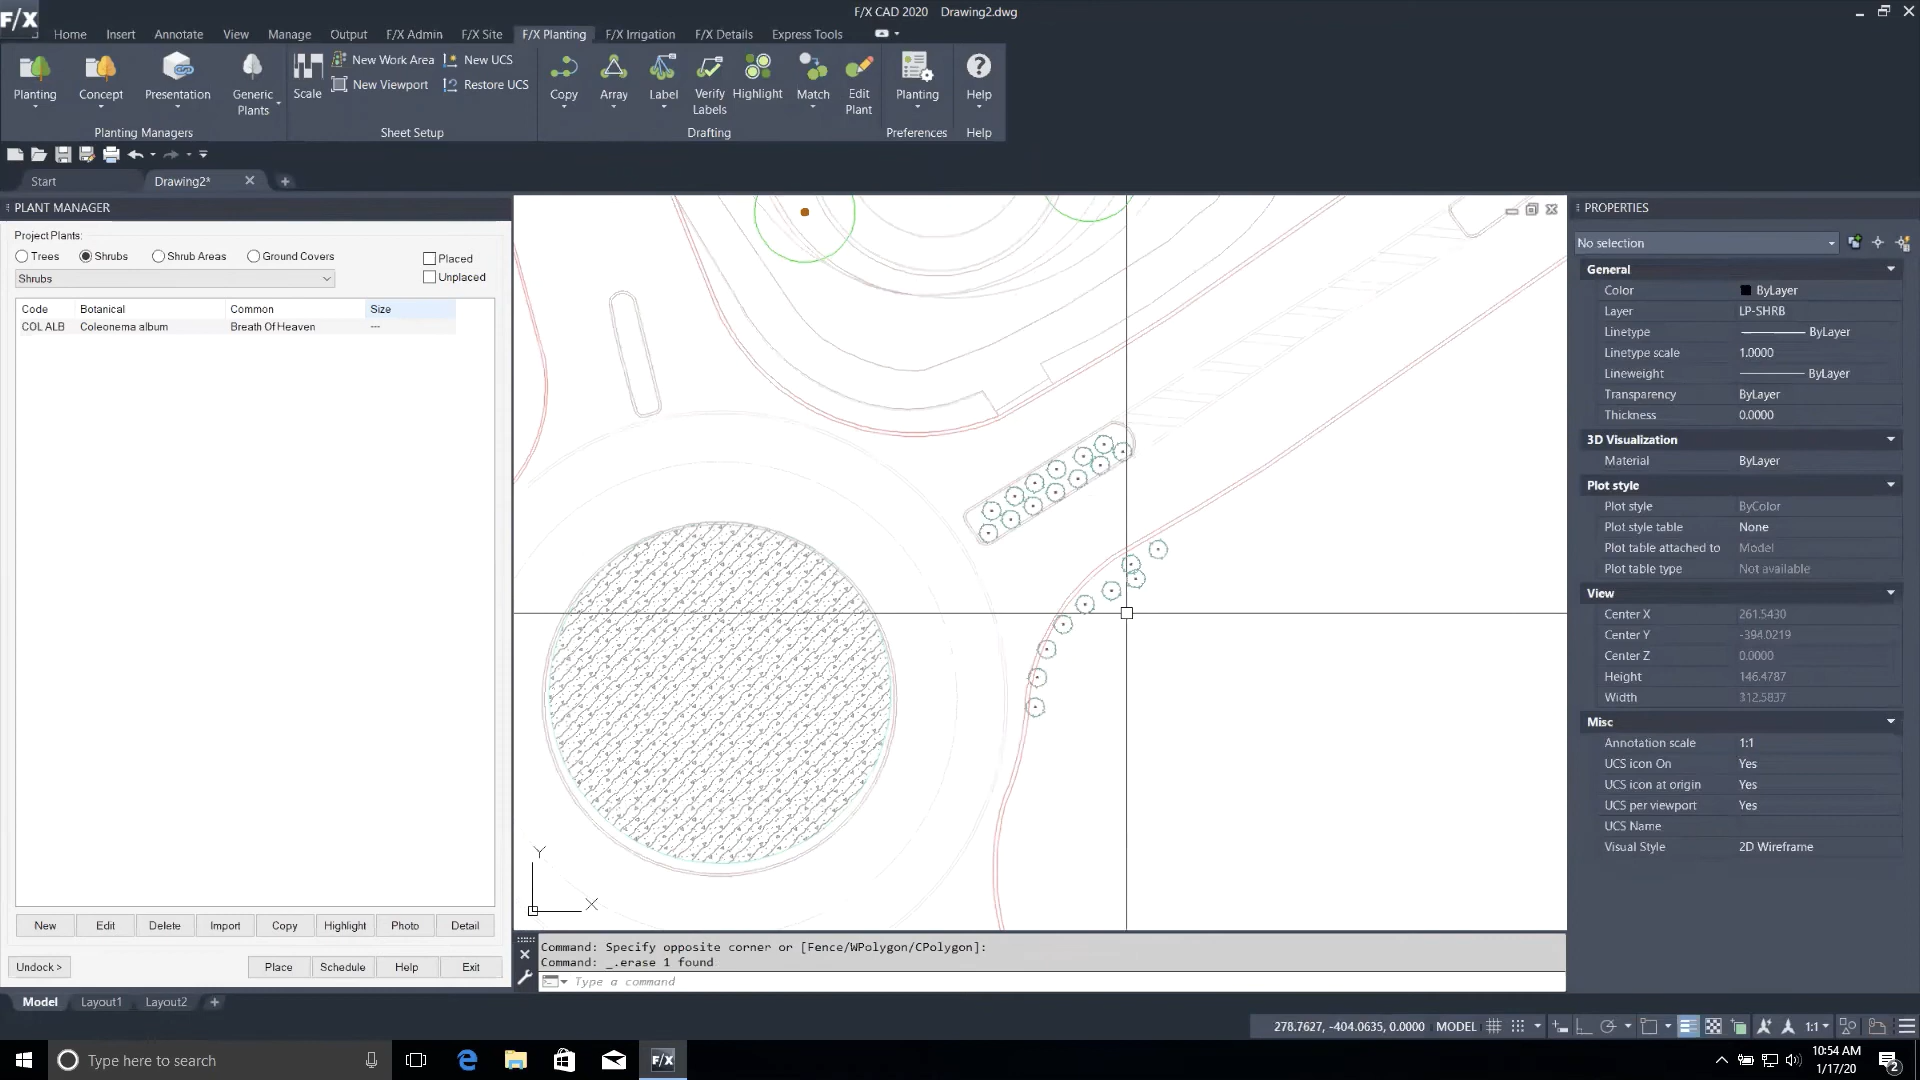 F/X
F/X CAD 2020 Drawing2.dwg
Home Insert Annotate View Manage Output F/X Admin F/X Site F/X Planting F/X Irrigation F/X Details Express Tools
Planting
Concept
Presentation
Generic
Plants
Planting Managers
Scale
New Work Area
New UCS
New Viewport
Restore UCS
Sheet Setup
Copy
Array
Label
Verify
Labels
Highlight
Match
Edit
Plant
Drafting
Planting
Preferences
Help
Help
Start
Drawing2*
PLANT MANAGER
Project Plants:
Trees Shrubs Shrub Areas Ground Covers
Placed
Unplaced
Shrubs
Code Botanical Common Size
COL ALB Coleonema album Breath Of Heaven ---
New Edit Delete Import Copy Highlight Photo Detail
Undock > Place Schedule Help Exit
Y
X
Command: Specify opposite corner or [Fence/WPolygon/CPolygon]:
Command: _.erase 1 found
Type a command
PROPERTIES
No selection
General
Color ByLayer
Layer LP-SHRB
Linetype ByLayer
Linetype scale 1.0000
Lineweight ByLayer
Transparency ByLayer
Thickness 0.0000
3D Visualization
Material ByLayer
Plot style
Plot style ByColor
Plot style table None
Plot table attached to Model
Plot table type Not available
View
Center X 261.5430
Center Y -394.0219
Center Z 0.0000
Height 146.4787
Width 312.5837
Misc
Annotation scale 1:1
UCS icon On Yes
UCS icon at origin Yes
UCS per viewport Yes
UCS Name
Visual Style 2D Wireframe
Model Layout1 Layout2
278.7627, -404.0635, 0.0000 MODEL 1:1
Type here to search
F/X
10:54 AM
1/17/20
2